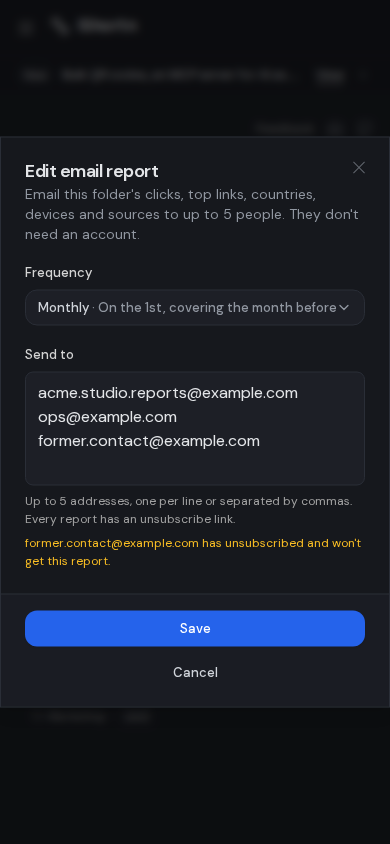 Edit email report
Email this folder's clicks, top links, countries,
devices and sources to up to 5 people. They don't
need an account.
Frequency
Monthly · On the 1st, covering the month before
Send to
acme.studio.reports@example.com
ops@example.com
former.contact@example.com
Up to 5 addresses, one per line or separated by commas.
Every report has an unsubscribe link.
former.contact@example.com has unsubscribed and won't
get this report.
Save
Cancel